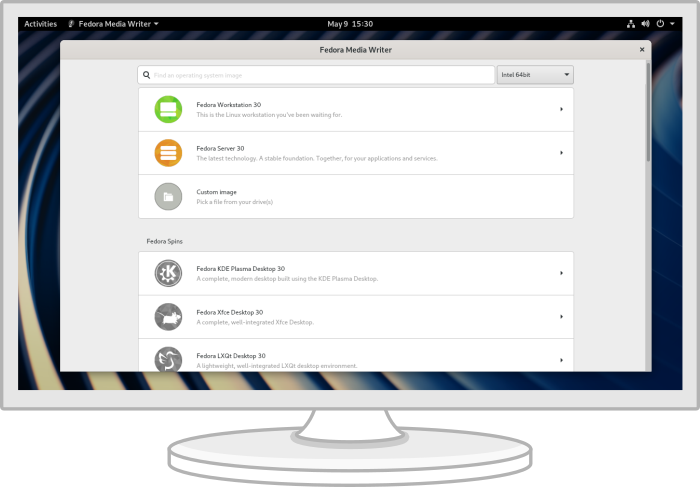 Activities
Fedora Media Writer
May 9 15:30
Fedora Media Writer
Find an operating system image
Intel 64bit
Fedora Workstation 30
This is the Linux workstation you've been waiting for.
Fedora Server 30
The latest technology. A stable foundation. Together, for your applications and services.
Custom image
Pick a file from your drive(s)
Fedora Spins
Fedora KDE Plasma Desktop 30
A complete, modern desktop built using the KDE Plasma Desktop.
Fedora Xfce Desktop 30
A complete, well-integrated Xfce Desktop.
Fedora LXQt Desktop 30
A lightweight, well-integrated LXQt desktop environment.